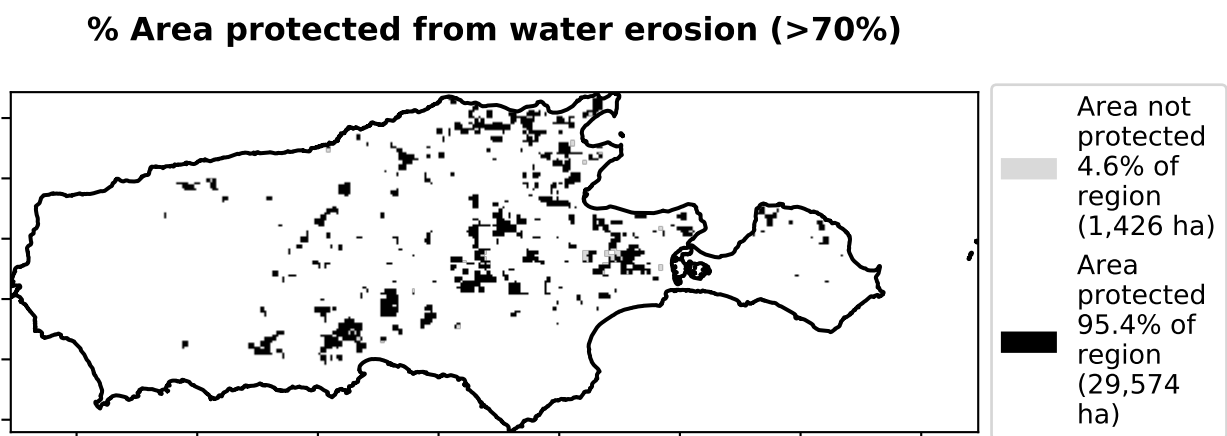 % Area protected from water erosion (>70%)
Area not
protected
4.6% of
region
(1,426 ha)
Area
protected
95.4% of
region
(29,574
ha)